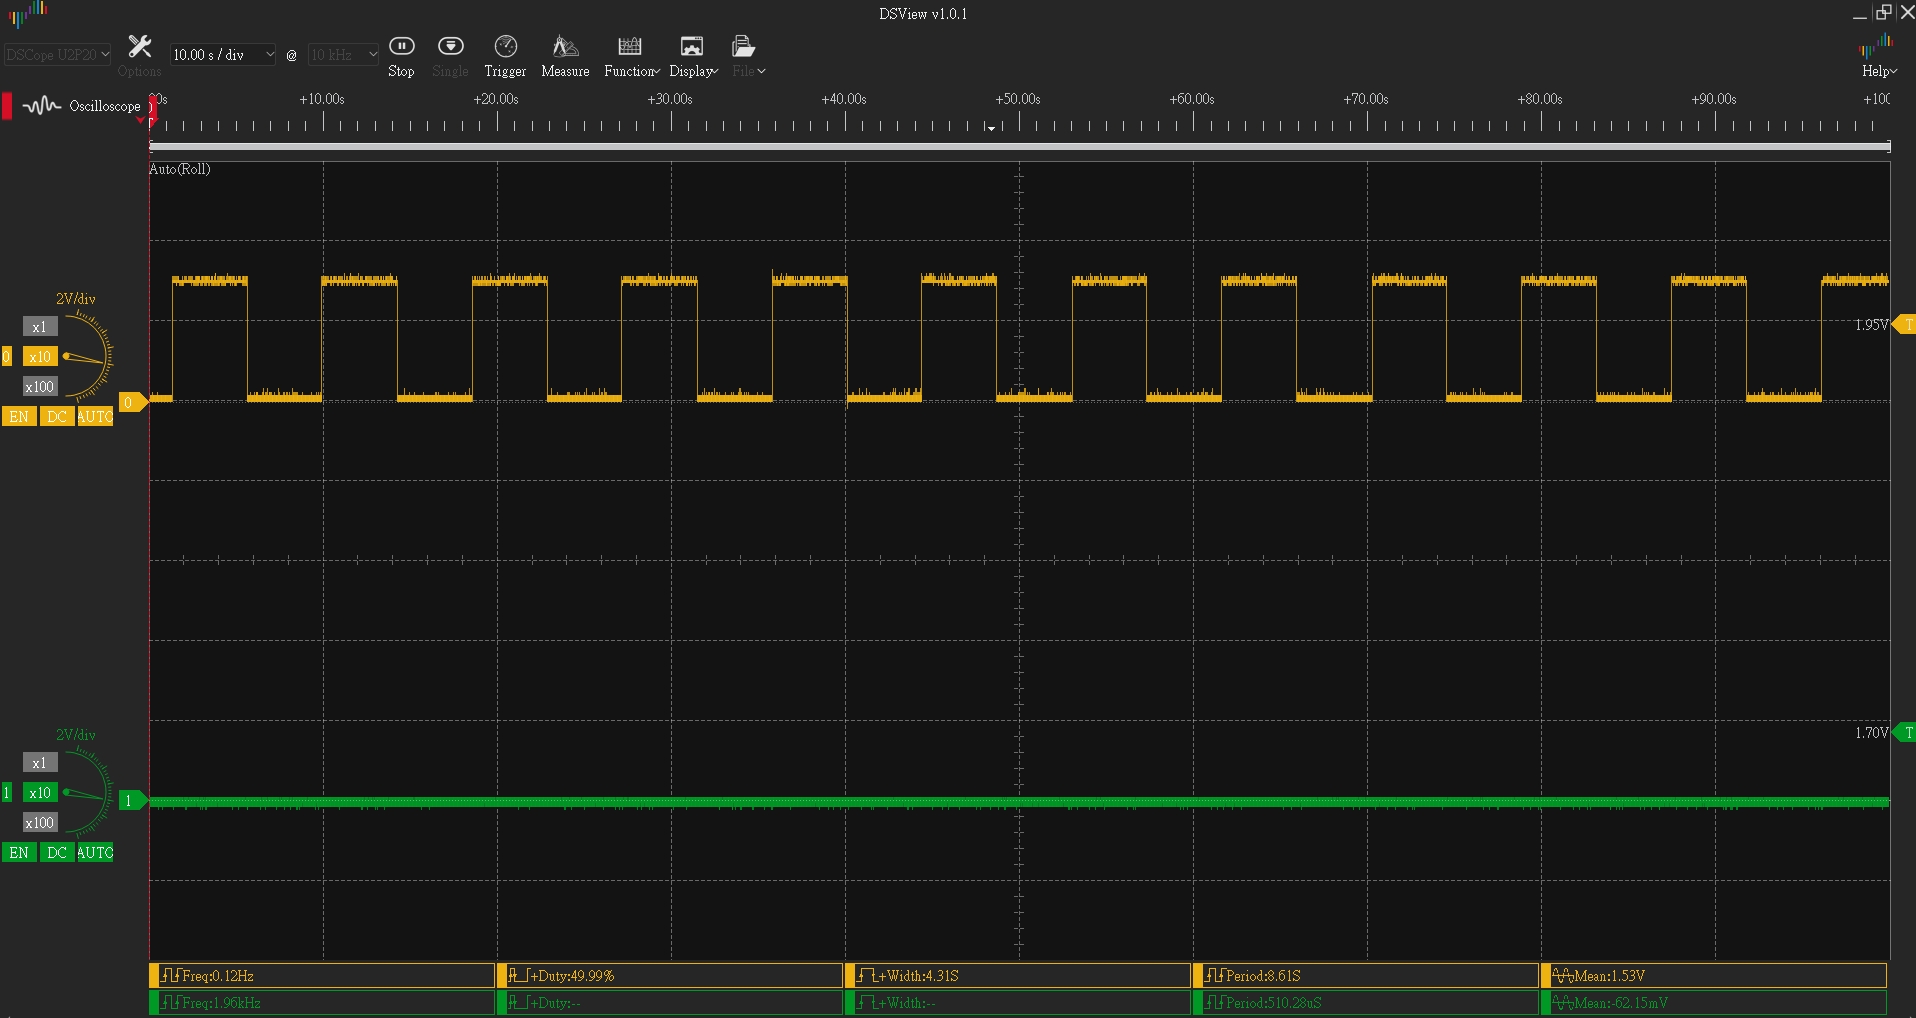 DSView v1.0.1
DSCope U2P20
Options
10.00 s / div
@
10 kHz
Stop
Single
Trigger
Measure
Function
Display
File
Help
Oscilloscope
+10.00s
+20.00s
+30.00s
+40.00s
+50.00s
+60.00s
+70.00s
+80.00s
+90.00s
+100
Auto(Roll)
2V/div
x1
0
x10
x100
EN DC AUTO
0
1.95V T
2V/div
x1
1
x10
x100
EN DC AUTO
1
1.70V T
Freq:0.12Hz
+Duty:49.99%
+Width:4.31S
Period:8.61S
Mean:1.53V
Freq:1.96kHz
+Duty:--
+Width:--
Period:510.28uS
Mean:-62.15mV